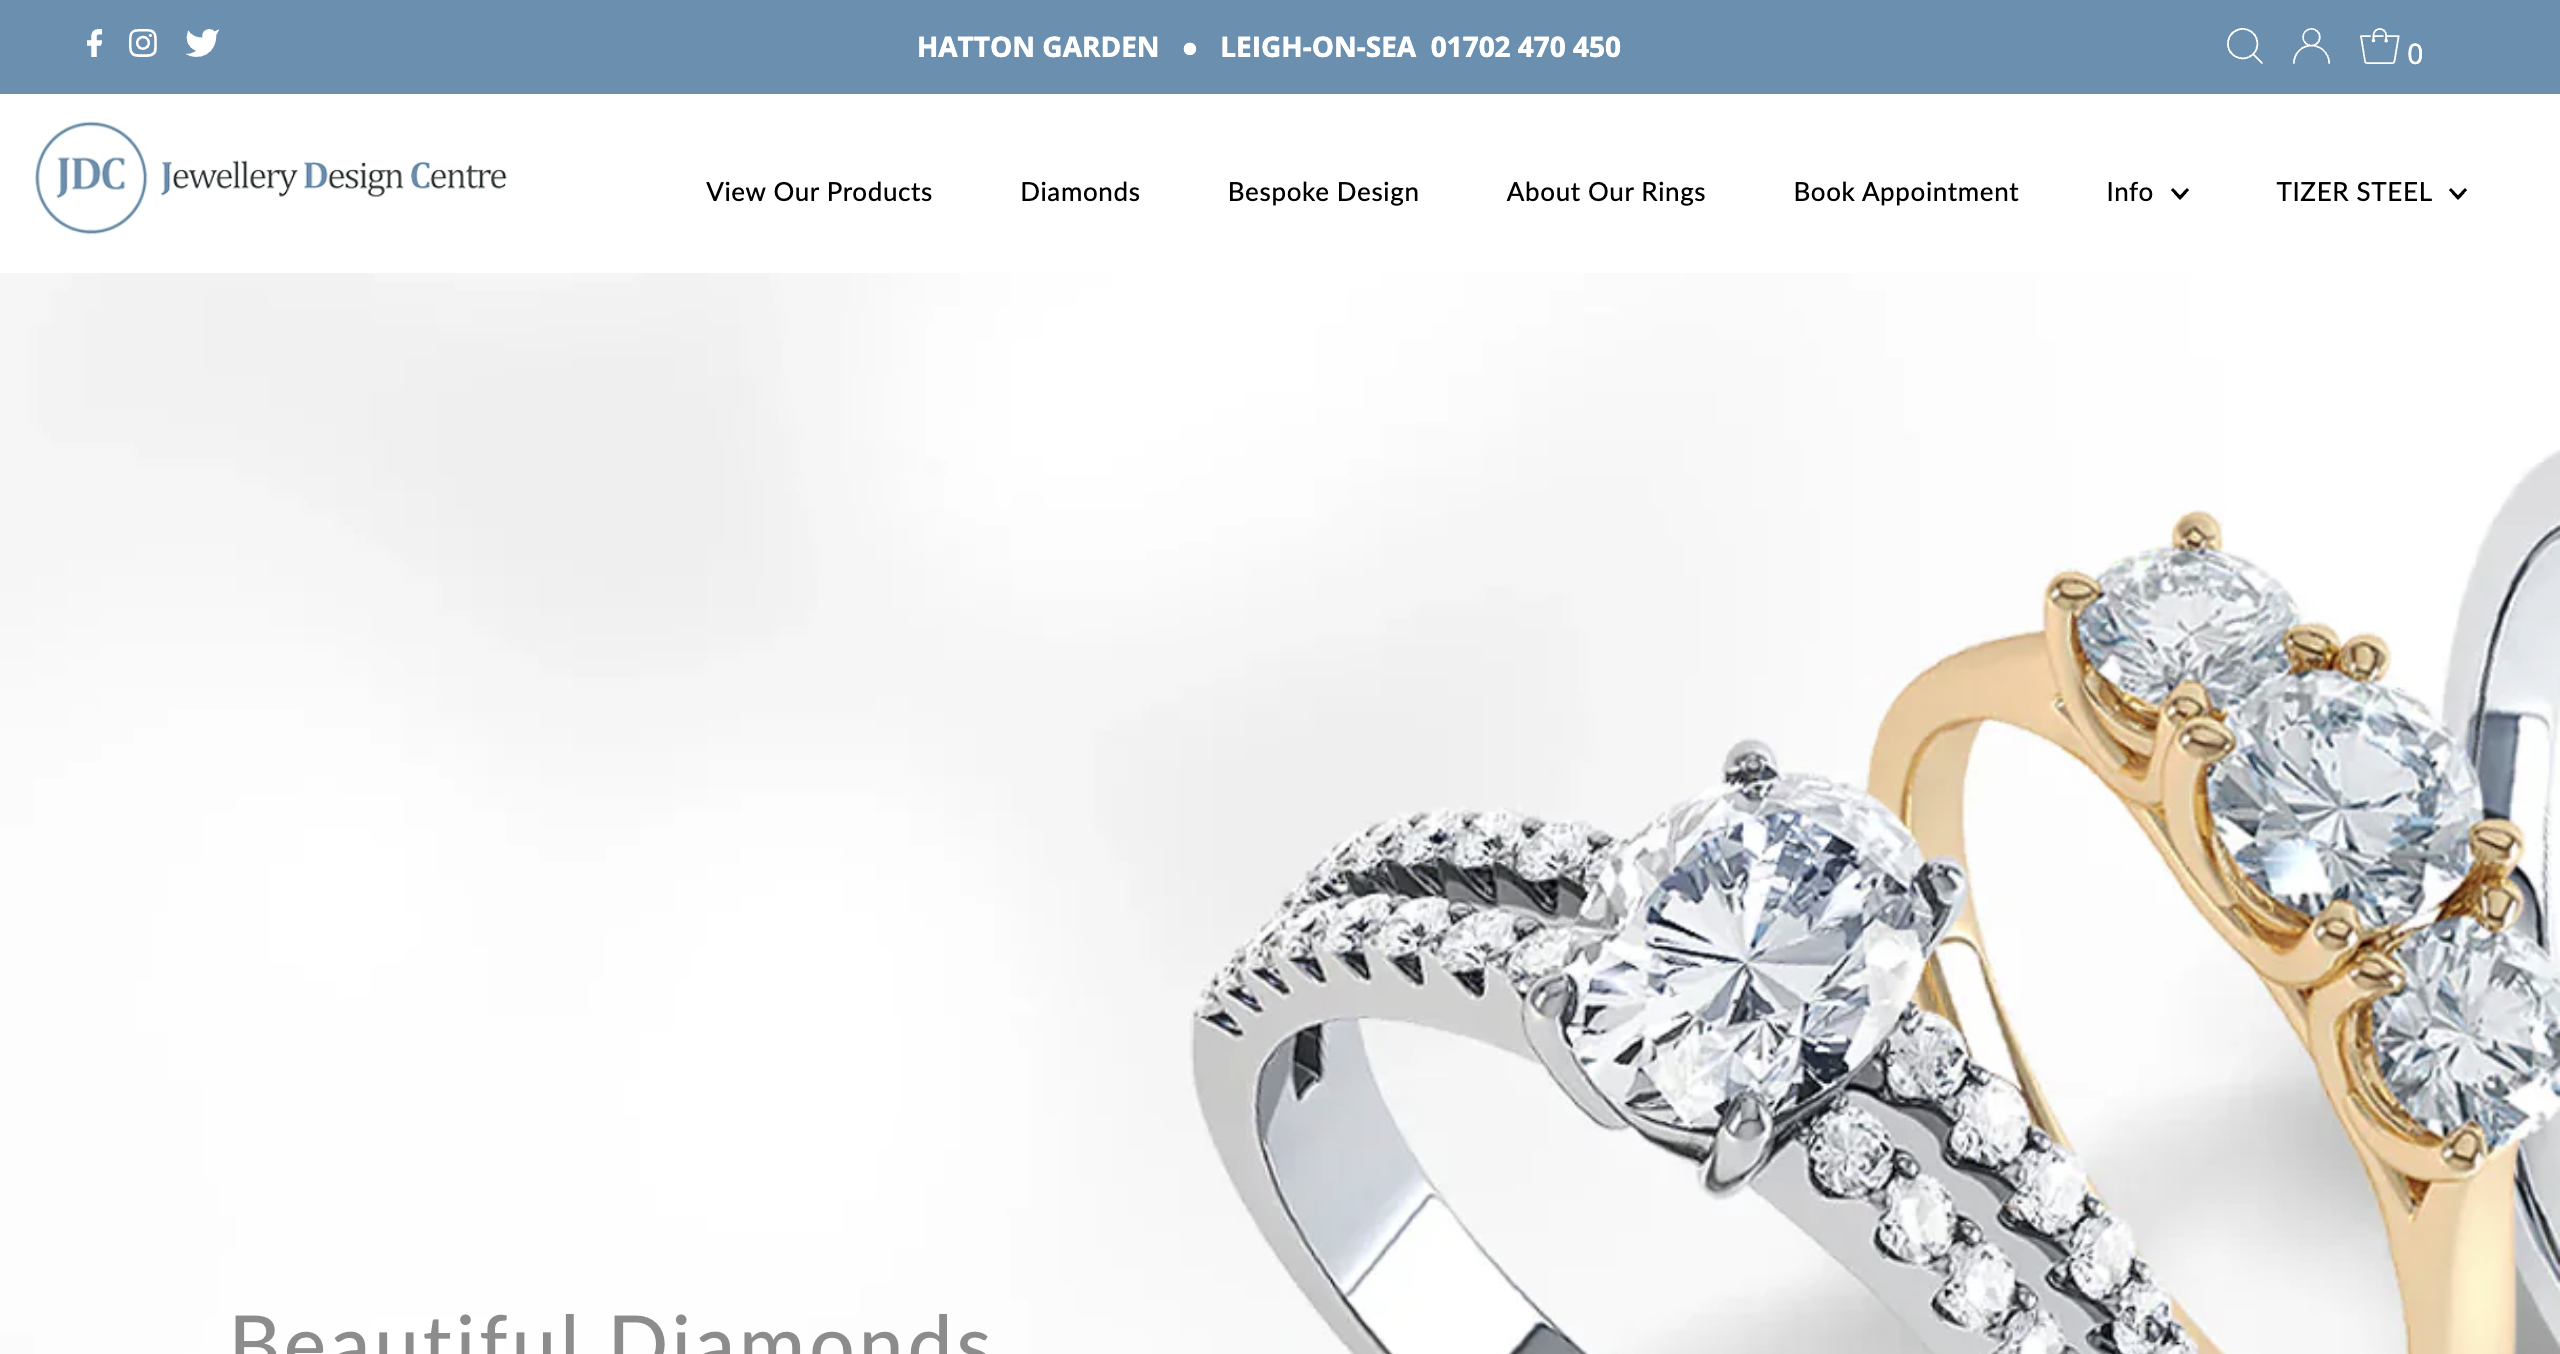 HATTON GARDEN ● LEIGH-ON-SEA 01702 470 450
0
JDC Jewellery Design Centre
View Our Products Diamonds Bespoke Design About Our Rings Book Appointment Info TIZER STEEL
Beautiful Diamonds